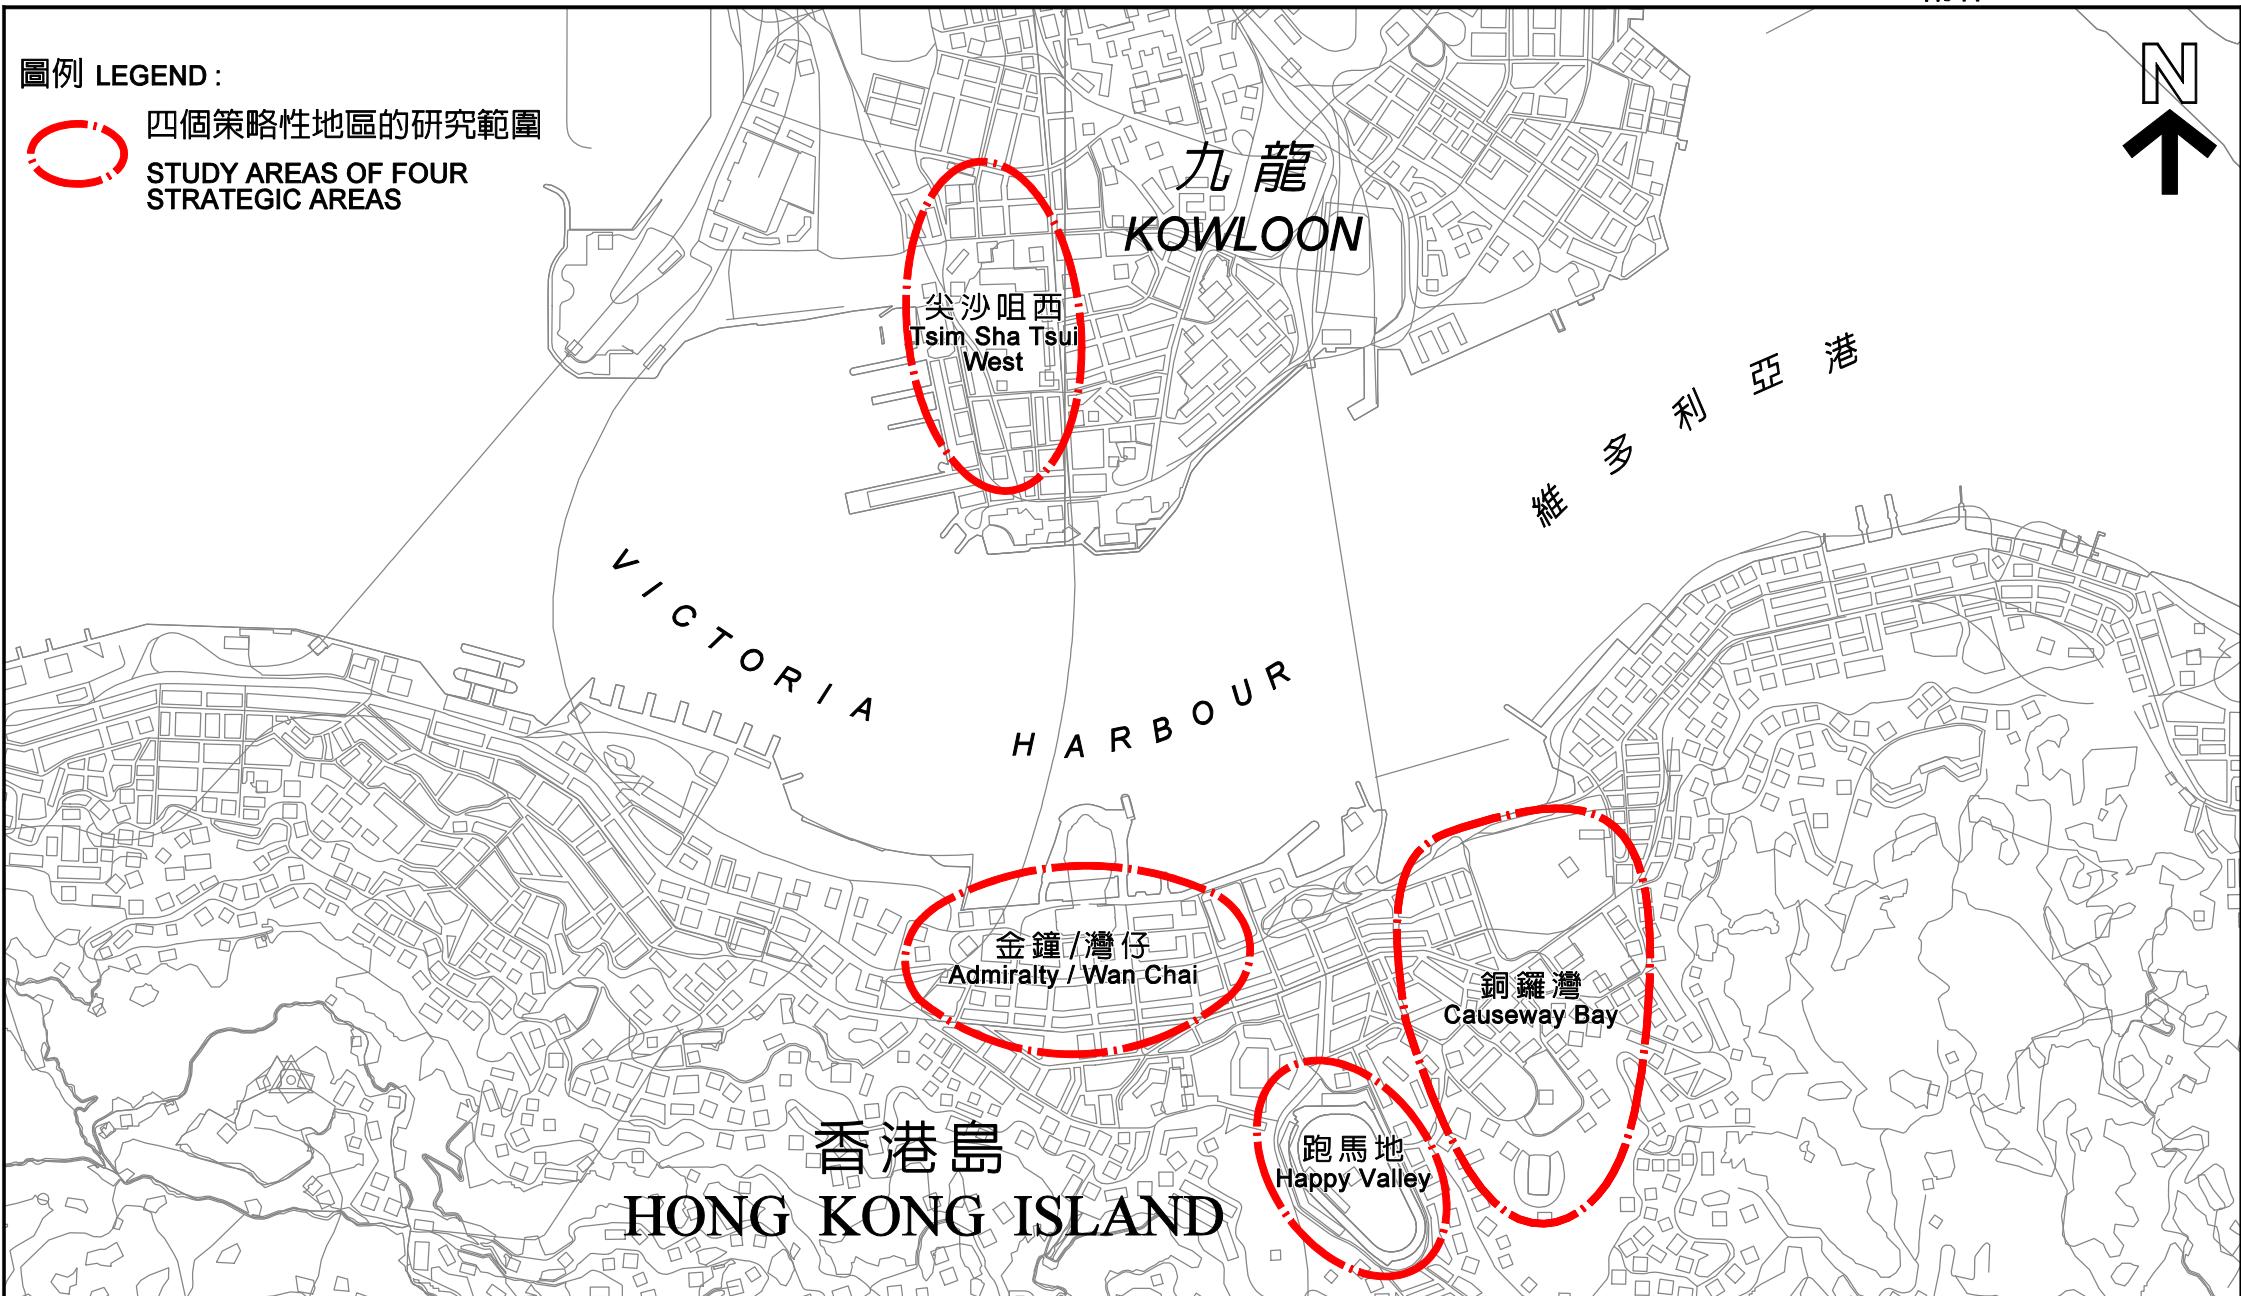 圖例 LEGEND :
四個策略性地區的研究範圍
STUDY AREAS OF FOUR
STRATEGIC AREAS
N
九龍
KOWLOON
尖沙咀西
Tsim Sha Tsui
West
維多利亞港
VICTORIA HARBOUR
金鐘/灣仔
Admiralty / Wan Chai
銅鑼灣
Causeway Bay
跑馬地
Happy Valley
香港島
HONG KONG ISLAND